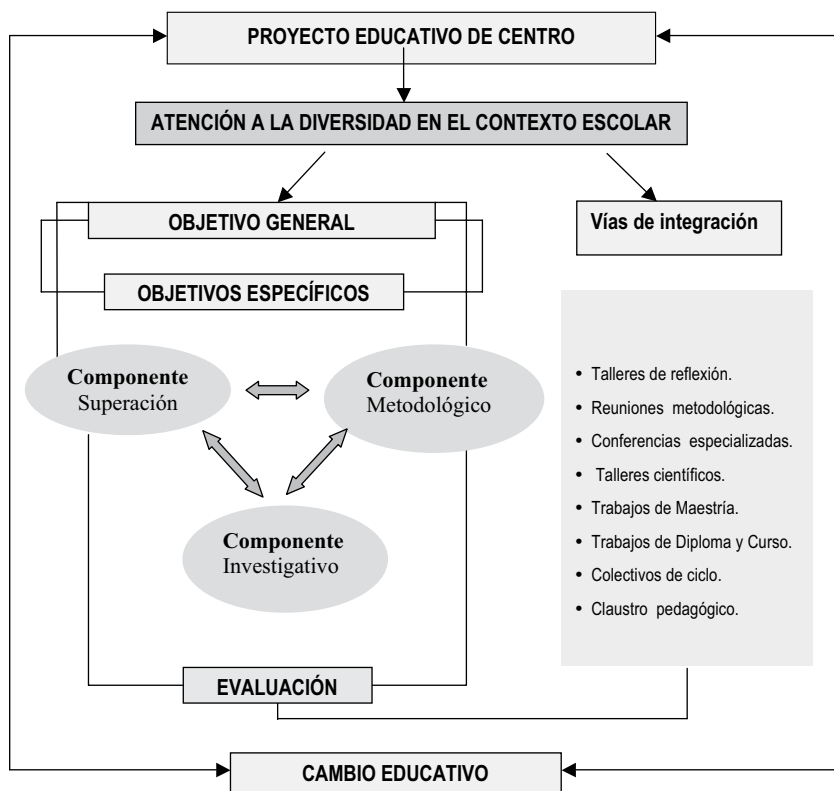 PROYECTO EDUCATIVO DE CENTRO
ATENCIÓN A LA DIVERSIDAD EN EL CONTEXTO ESCOLAR
OBJETIVO GENERAL
Vías de integración
OBJETIVOS ESPECÍFICOS
Componente
Superación
Componente
Metodológico
Componente
Investigativo
• Talleres de reflexión.
• Reuniones metodológicas.
• Conferencias especializadas.
• Talleres científicos.
• Trabajos de Maestría.
• Trabajos de Diploma y Curso.
• Colectivos de ciclo.
• Claustro pedagógico.
EVALUACIÓN
CAMBIO EDUCATIVO